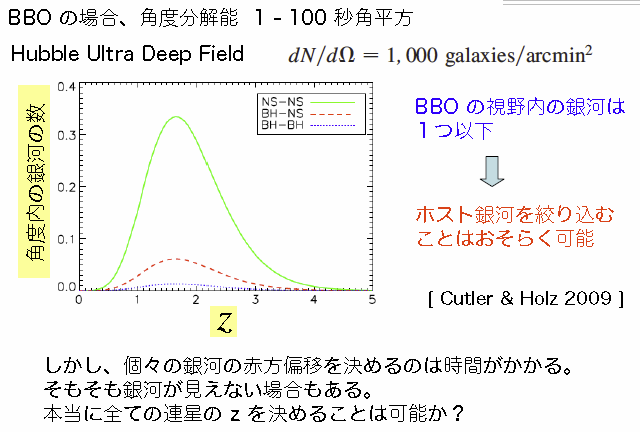 BBO の場合、角度分解能 1 - 100 秒角平方
Hubble Ultra Deep Field dN/dΩ = 1, 000 galaxies/arcmin²
角度内の銀河の数
0.4
0.3
0.2
0.1
0.0
NS-NS
BH-NS
BH-BH
0 1 2 3 4 5
z
BBO の視野内の銀河は
1つ以下
ホスト銀河を絞り込む
ことはおそらく可能
[ Cutler & Holz 2009 ]
しかし、個々の銀河の赤方偏移を決めるのは時間がかかる。
そもそも銀河が見えない場合もある。
本当に全ての連星の z を決めることは可能か？